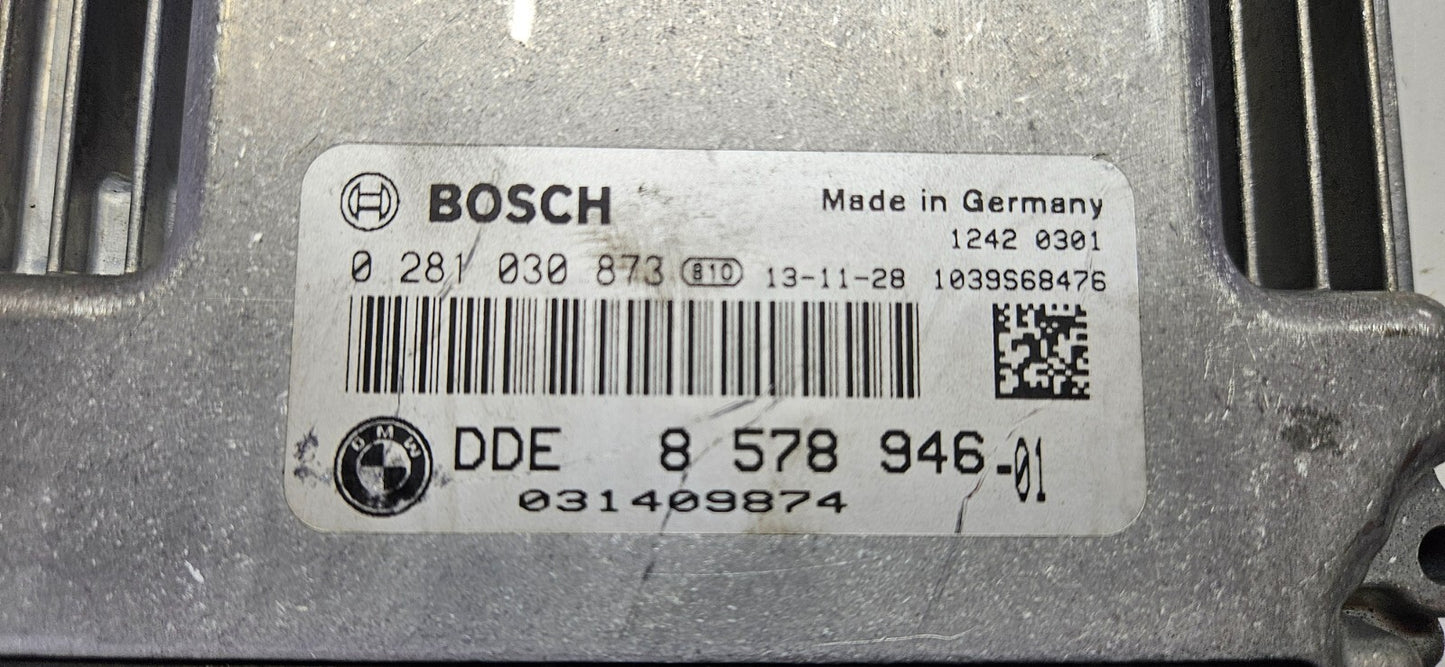 BOSCH
Made in Germany
1242 0301
0 281 030 873 810 13-11-28 1039S68476
BMW
DDE 8 578 946-01
031409874